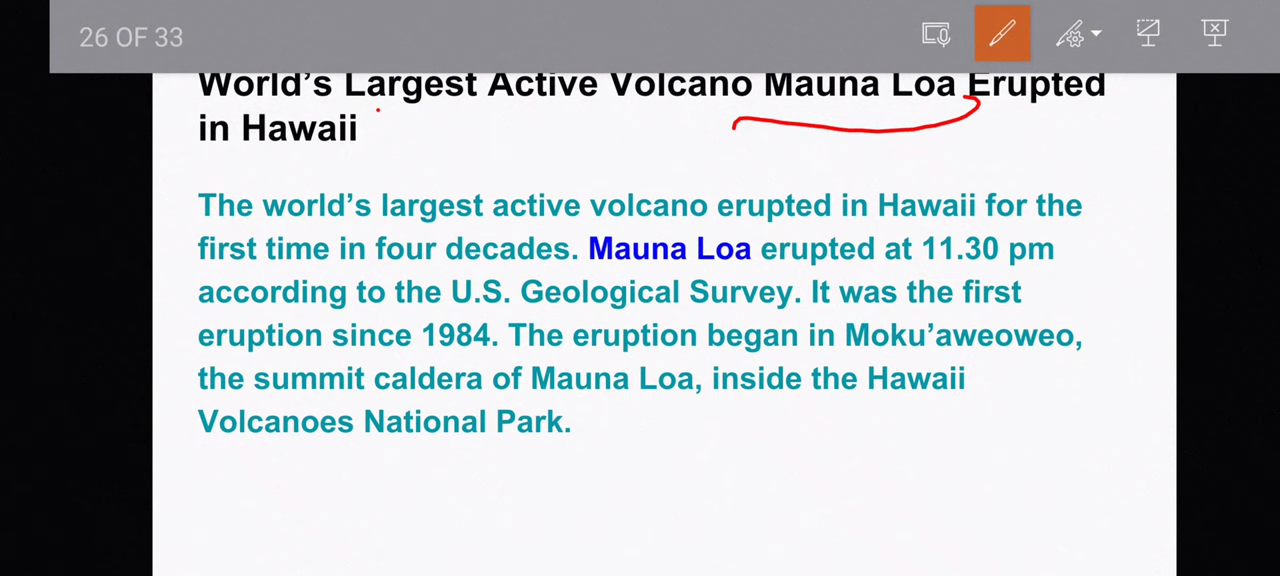 26 OF 33
World's Largest Active Volcano Mauna Loa Erupted
in Hawaii
The world's largest active volcano erupted in Hawaii for the
first time in four decades. Mauna Loa erupted at 11.30 pm
according to the U.S. Geological Survey. It was the first
eruption since 1984. The eruption began in Moku'aweoweo,
the summit caldera of Mauna Loa, inside the Hawaii
Volcanoes National Park.